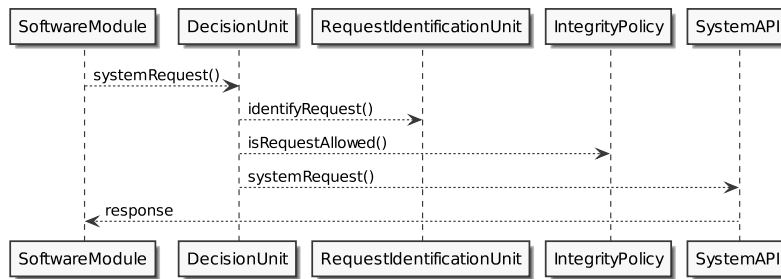 SoftwareModule DecisionUnit RequestIdentificationUnit IntegrityPolicy SystemAPI
systemRequest()
identifyRequest()
isRequestAllowed()
systemRequest()
response
SoftwareModule DecisionUnit RequestIdentificationUnit IntegrityPolicy SystemAPI